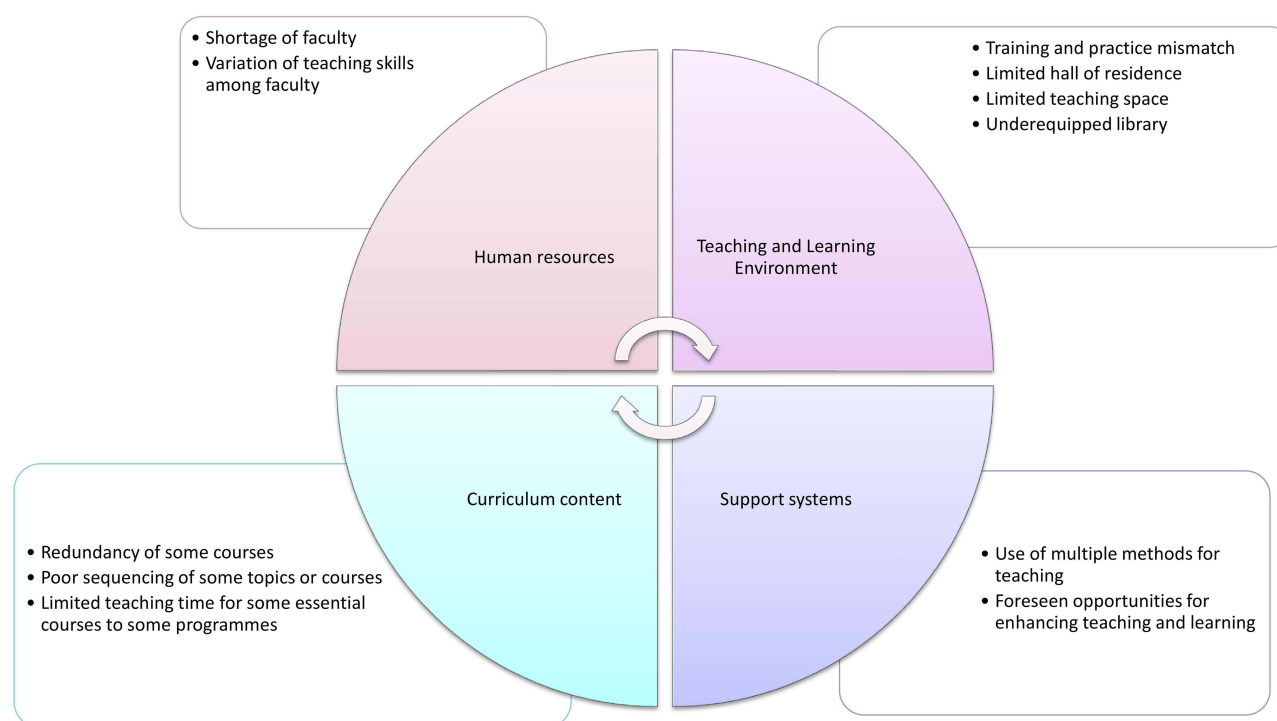 • Shortage of faculty
• Variation of teaching skills
among faculty
• Training and practice mismatch
• Limited hall of residence
• Limited teaching space
• Underequipped library
Human resources
Teaching and Learning
Environment
Curriculum content
Support systems
• Redundancy of some courses
• Poor sequencing of some topics or courses
• Limited teaching time for some essential
courses to some programmes
• Use of multiple methods for
teaching
• Foreseen opportunities for
enhancing teaching and learning